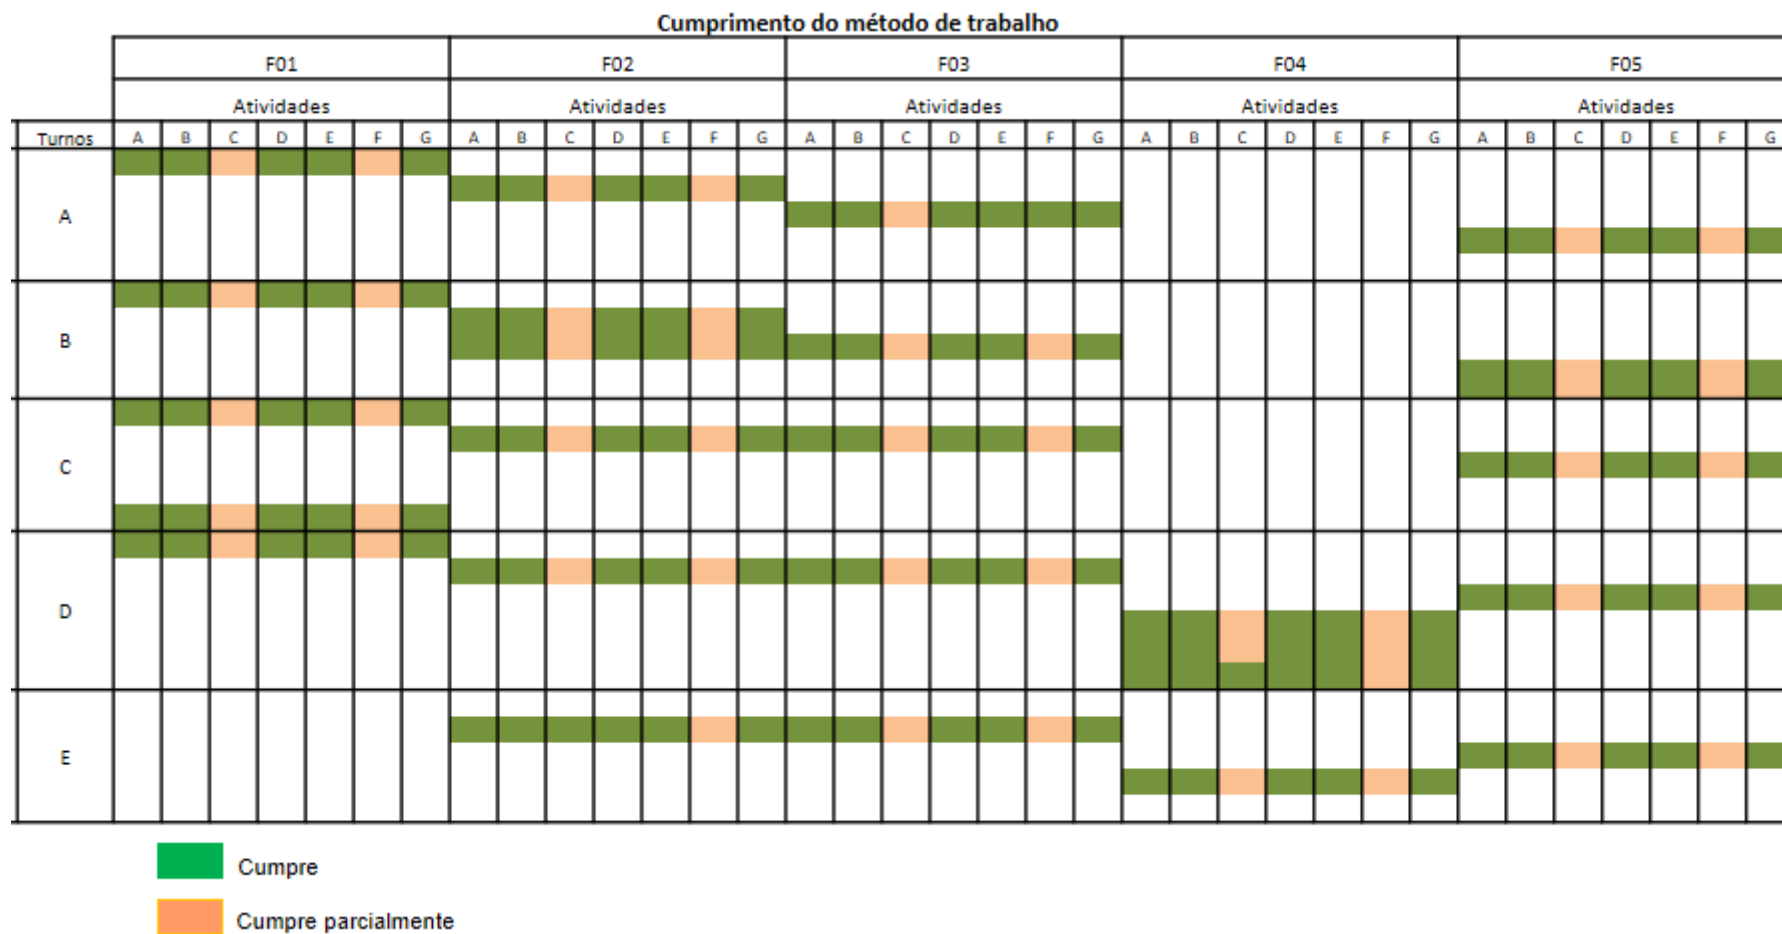 Cumprimento do método de trabalho
F01 F02 F03 F04 F05
Atividades Atividades Atividades Atividades Atividades
Turnos A B C D E F G A B C D E F G A B C D E F G A B C D E F G A B C D E F G
A
B
C
D
E
Cumpre
Cumpre parcialmente